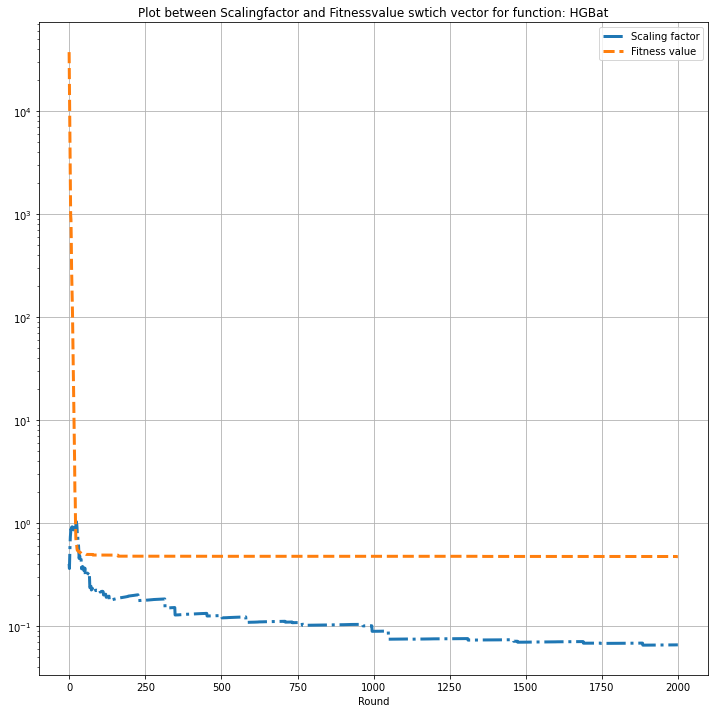 Plot between Scalingfactor and Fitnessvalue swtich vector for function: HGBat
Scaling factor
Fitness value
10^4
10^3
10^2
10^1
10^0
10^−1
0 250 500 750 1000 1250 1500 1750 2000
Round